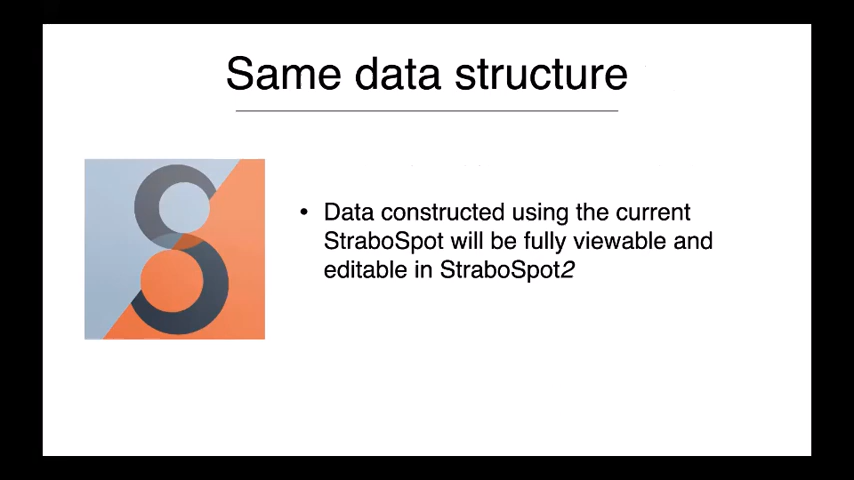 Same data structure
• Data constructed using the current
StraboSpot will be fully viewable and
editable in StraboSpot2